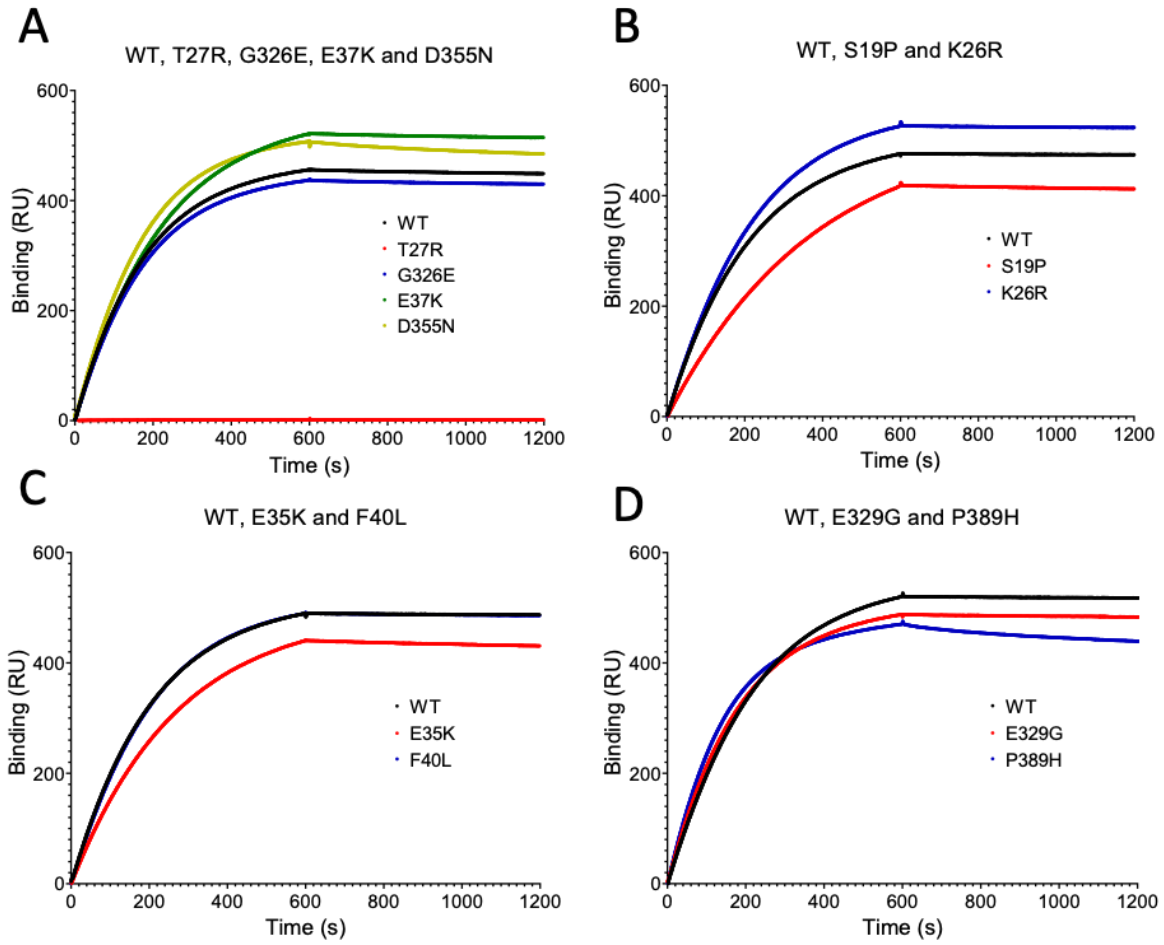 A
WT, T27R, G326E, E37K and D355N
600
400
200
0
Binding (RU)
0 200 400 600 800 1000 1200
Time (s)
WT
T27R
G326E
E37K
D355N
B
WT, S19P and K26R
600
400
200
0
Binding (RU)
0 200 400 600 800 1000 1200
Time (s)
WT
S19P
K26R
C
WT, E35K and F40L
600
400
200
0
Binding (RU)
0 200 400 600 800 1000 1200
Time (s)
WT
E35K
F40L
D
WT, E329G and P389H
600
400
200
0
Binding (RU)
0 200 400 600 800 1000 1200
Time (s)
WT
E329G
P389H